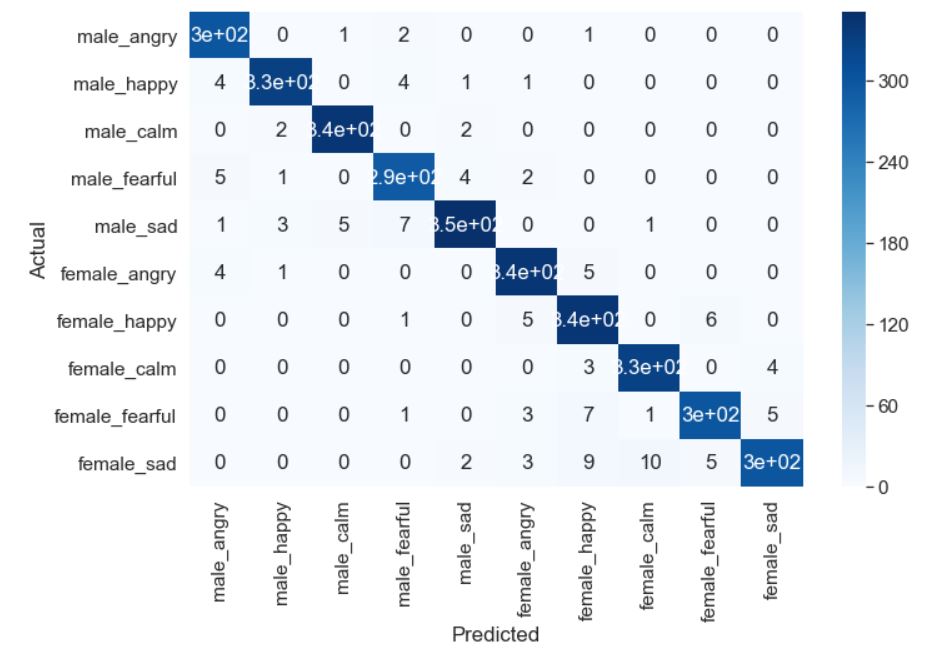 male_angry 3e+02 0 1 2 0 0 1 0 0 0
male_happy 4 3.3e+02 0 4 1 1 0 0 0 0
male_calm 0 2 3.4e+02 0 2 0 0 0 0 0
male_fearful 5 1 0 2.9e+02 4 2 0 0 0 0
male_sad 1 3 5 7 3.5e+02 0 0 1 0 0
female_angry 4 1 0 0 0 3.4e+02 5 0 0 0
female_happy 0 0 0 1 0 5 3.4e+02 0 6 0
female_calm 0 0 0 0 0 0 3 3.3e+02 0 4
female_fearful 0 0 0 1 0 3 7 1 3e+02 5
female_sad 0 0 0 0 2 3 9 10 5 3e+02
Actual
male_angry
male_happy
male_calm
male_fearful
male_sad
female_angry
female_happy
female_calm
female_fearful
female_sad
Predicted
300
240
180
120
60
0